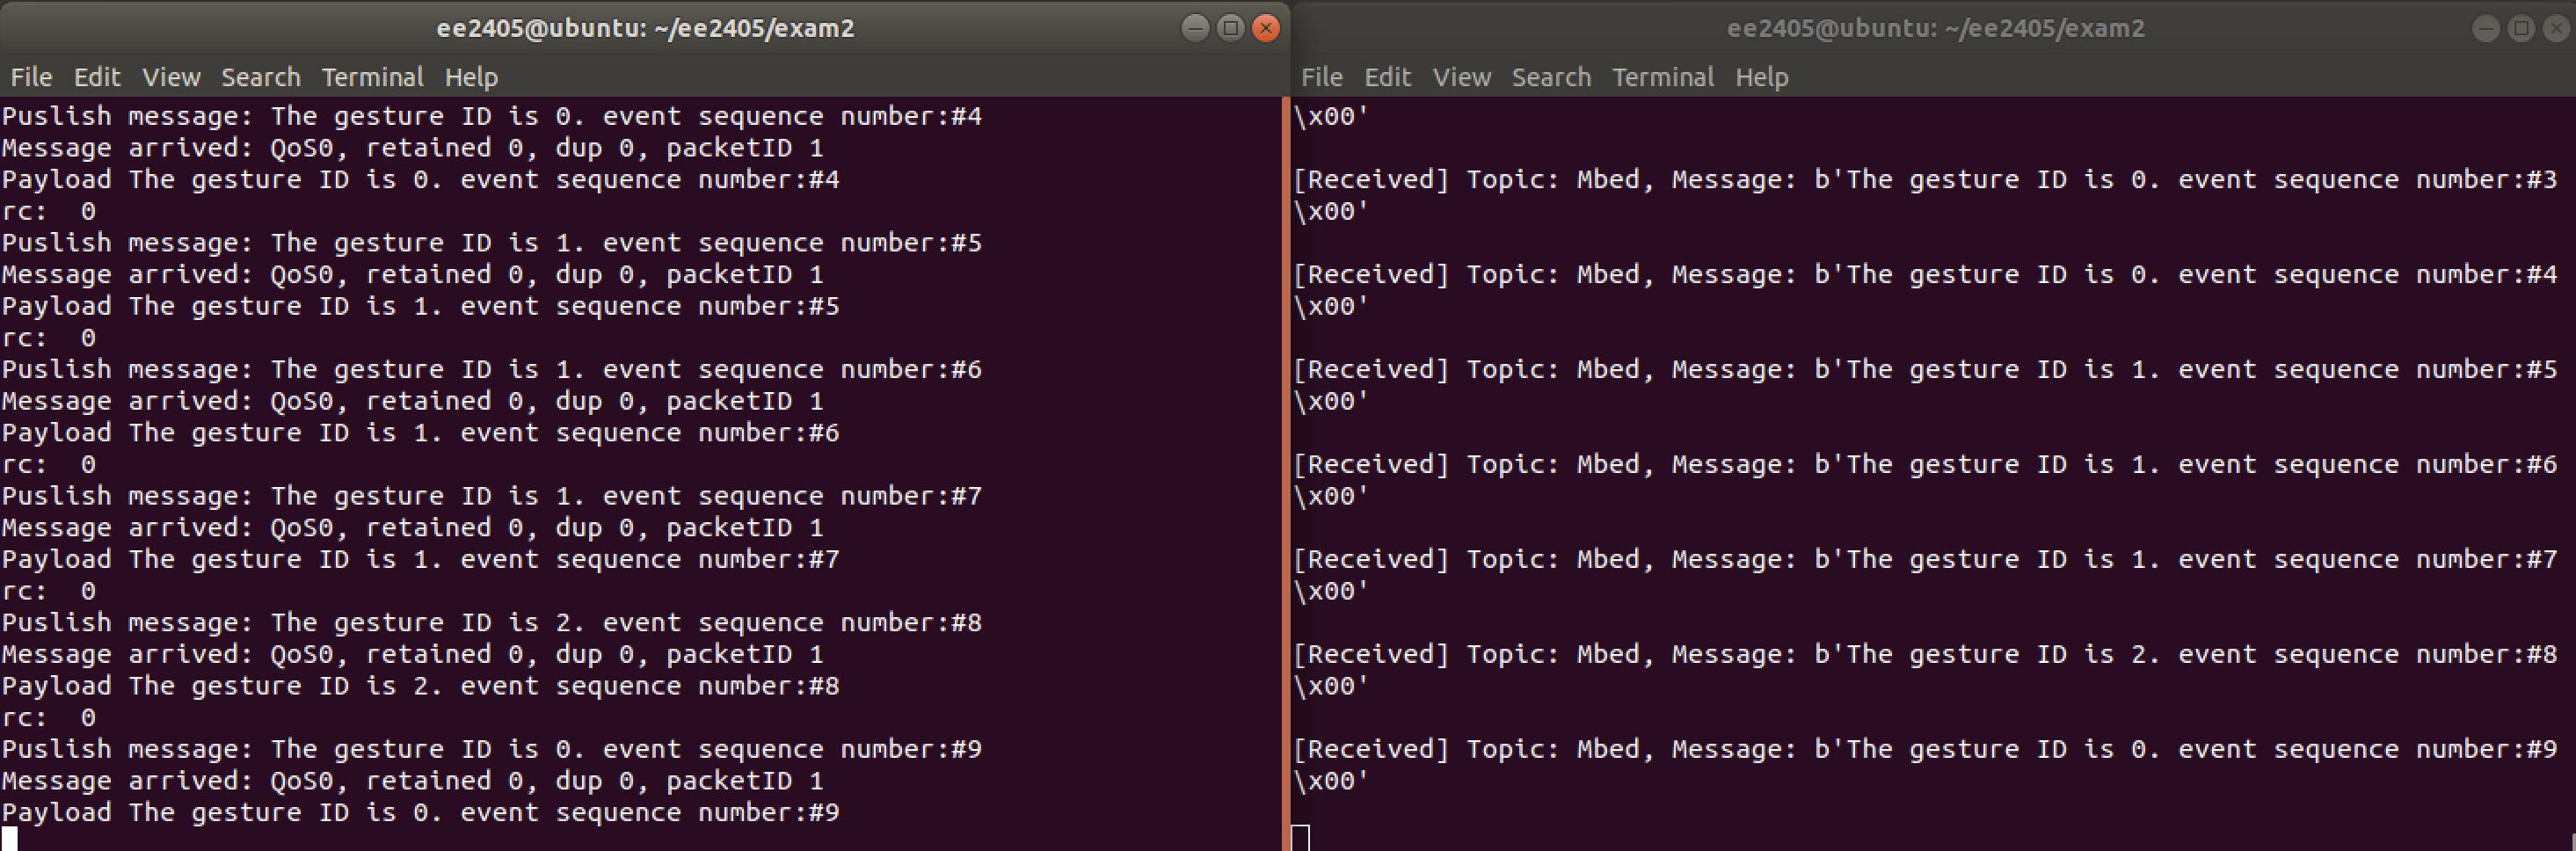 ee2405@ubuntu: ~/ee2405/exam2
File Edit View Search Terminal Help
Puslish message: The gesture ID is 0. event sequence number:#4
Message arrived: QoS0, retained 0, dup 0, packetID 1
Payload The gesture ID is 0. event sequence number:#4
rc:  0
Puslish message: The gesture ID is 1. event sequence number:#5
Message arrived: QoS0, retained 0, dup 0, packetID 1
Payload The gesture ID is 1. event sequence number:#5
rc:  0
Puslish message: The gesture ID is 1. event sequence number:#6
Message arrived: QoS0, retained 0, dup 0, packetID 1
Payload The gesture ID is 1. event sequence number:#6
rc:  0
Puslish message: The gesture ID is 1. event sequence number:#7
Message arrived: QoS0, retained 0, dup 0, packetID 1
Payload The gesture ID is 1. event sequence number:#7
rc:  0
Puslish message: The gesture ID is 2. event sequence number:#8
Message arrived: QoS0, retained 0, dup 0, packetID 1
Payload The gesture ID is 2. event sequence number:#8
rc:  0
Puslish message: The gesture ID is 0. event sequence number:#9
Message arrived: QoS0, retained 0, dup 0, packetID 1
Payload The gesture ID is 0. event sequence number:#9
ee2405@ubuntu: ~/ee2405/exam2
File Edit View Search Terminal Help
\x00'
[Received] Topic: Mbed, Message: b'The gesture ID is 0. event sequence number:#3
\x00'
[Received] Topic: Mbed, Message: b'The gesture ID is 0. event sequence number:#4
\x00'
[Received] Topic: Mbed, Message: b'The gesture ID is 1. event sequence number:#5
\x00'
[Received] Topic: Mbed, Message: b'The gesture ID is 1. event sequence number:#6
\x00'
[Received] Topic: Mbed, Message: b'The gesture ID is 1. event sequence number:#7
\x00'
[Received] Topic: Mbed, Message: b'The gesture ID is 2. event sequence number:#8
\x00'
[Received] Topic: Mbed, Message: b'The gesture ID is 0. event sequence number:#9
\x00'